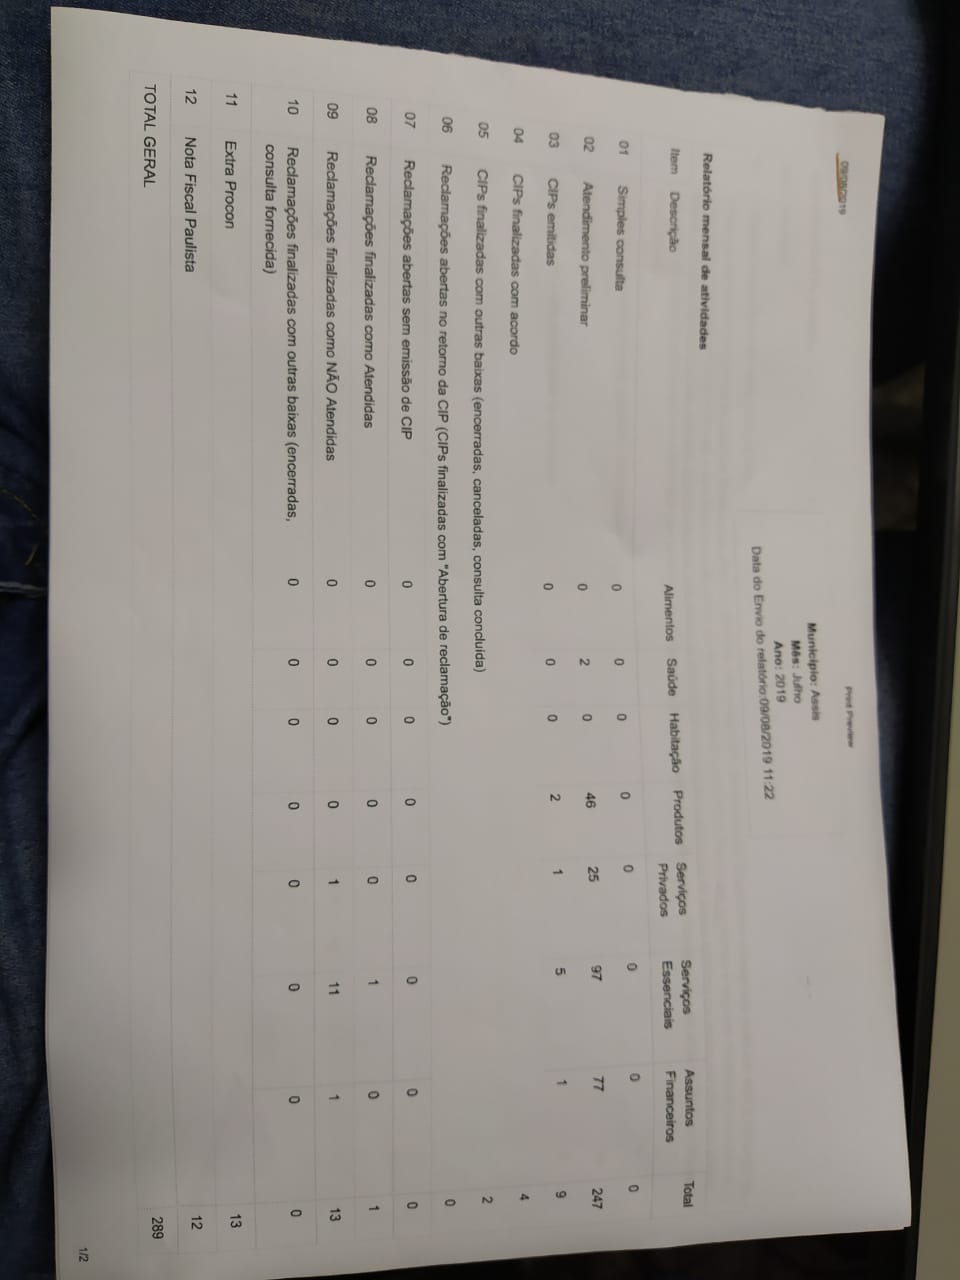 09/08/2019
Print Preview
Município: Assis
Mês: Julho
Ano: 2019
Data do Envio do relatório:09/08/2019 11:22
Relatório mensal de atividades
Item Descrição Alimentos Saúde Habitação Produtos Serviços Privados Serviços Essenciais Assuntos Financeiros Total
01 Simples consulta 0 0 0 0 0 0 0 0
02 Atendimento preliminar 0 2 0 46 25 97 77 247
03 CIPs emitidas 0 0 0 2 1 5 1 9
04 CIPs finalizadas com acordo 4
05 CIPs finalizadas com outras baixas (encerradas, canceladas, consulta concluída) 2
06 Reclamações abertas no retorno da CIP (CIPs finalizadas com "Abertura de reclamação") 0
07 Reclamações abertas sem emissão de CIP 0 0 0 0 0 0 0 0
08 Reclamações finalizadas como Atendidas 0 0 0 0 0 1 0 1
09 Reclamações finalizadas como NÃO Atendidas 0 0 0 0 1 11 1 13
10 Reclamações finalizadas com outras baixas (encerradas, 0 0 0 0 0 0 0 0
consulta fornecida)
11 Extra Procon 13
12 Nota Fiscal Paulista 12
TOTAL GERAL 289
1/2